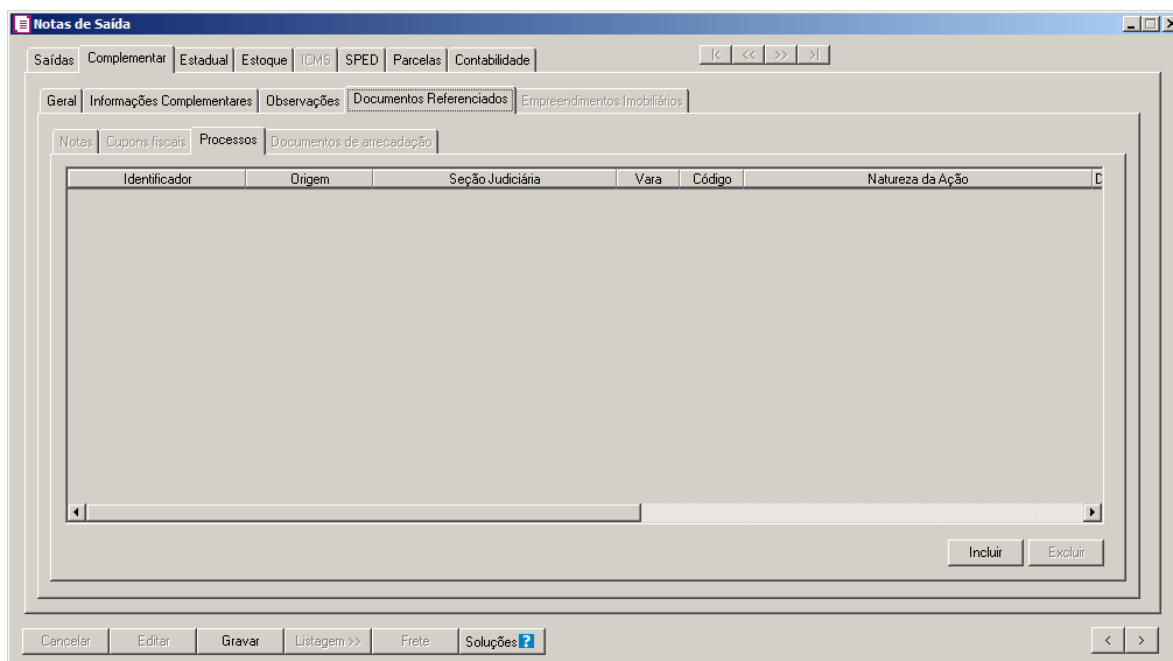 Notas de Saída
Saídas Complementar Estadual Estoque ICMS SPED Parcelas Contabilidade |< << >> >|
Geral Informações Complementares Observações Documentos Referenciados Empreendimentos Imobiliários
Notas Cupons fiscais Processos Documentos de arrecadação
Identificador Origem Seção Judiciária Vara Código Natureza da Ação D
Incluir Excluir
Cancelar Editar Gravar Listagem >> Frete Soluções ? < >